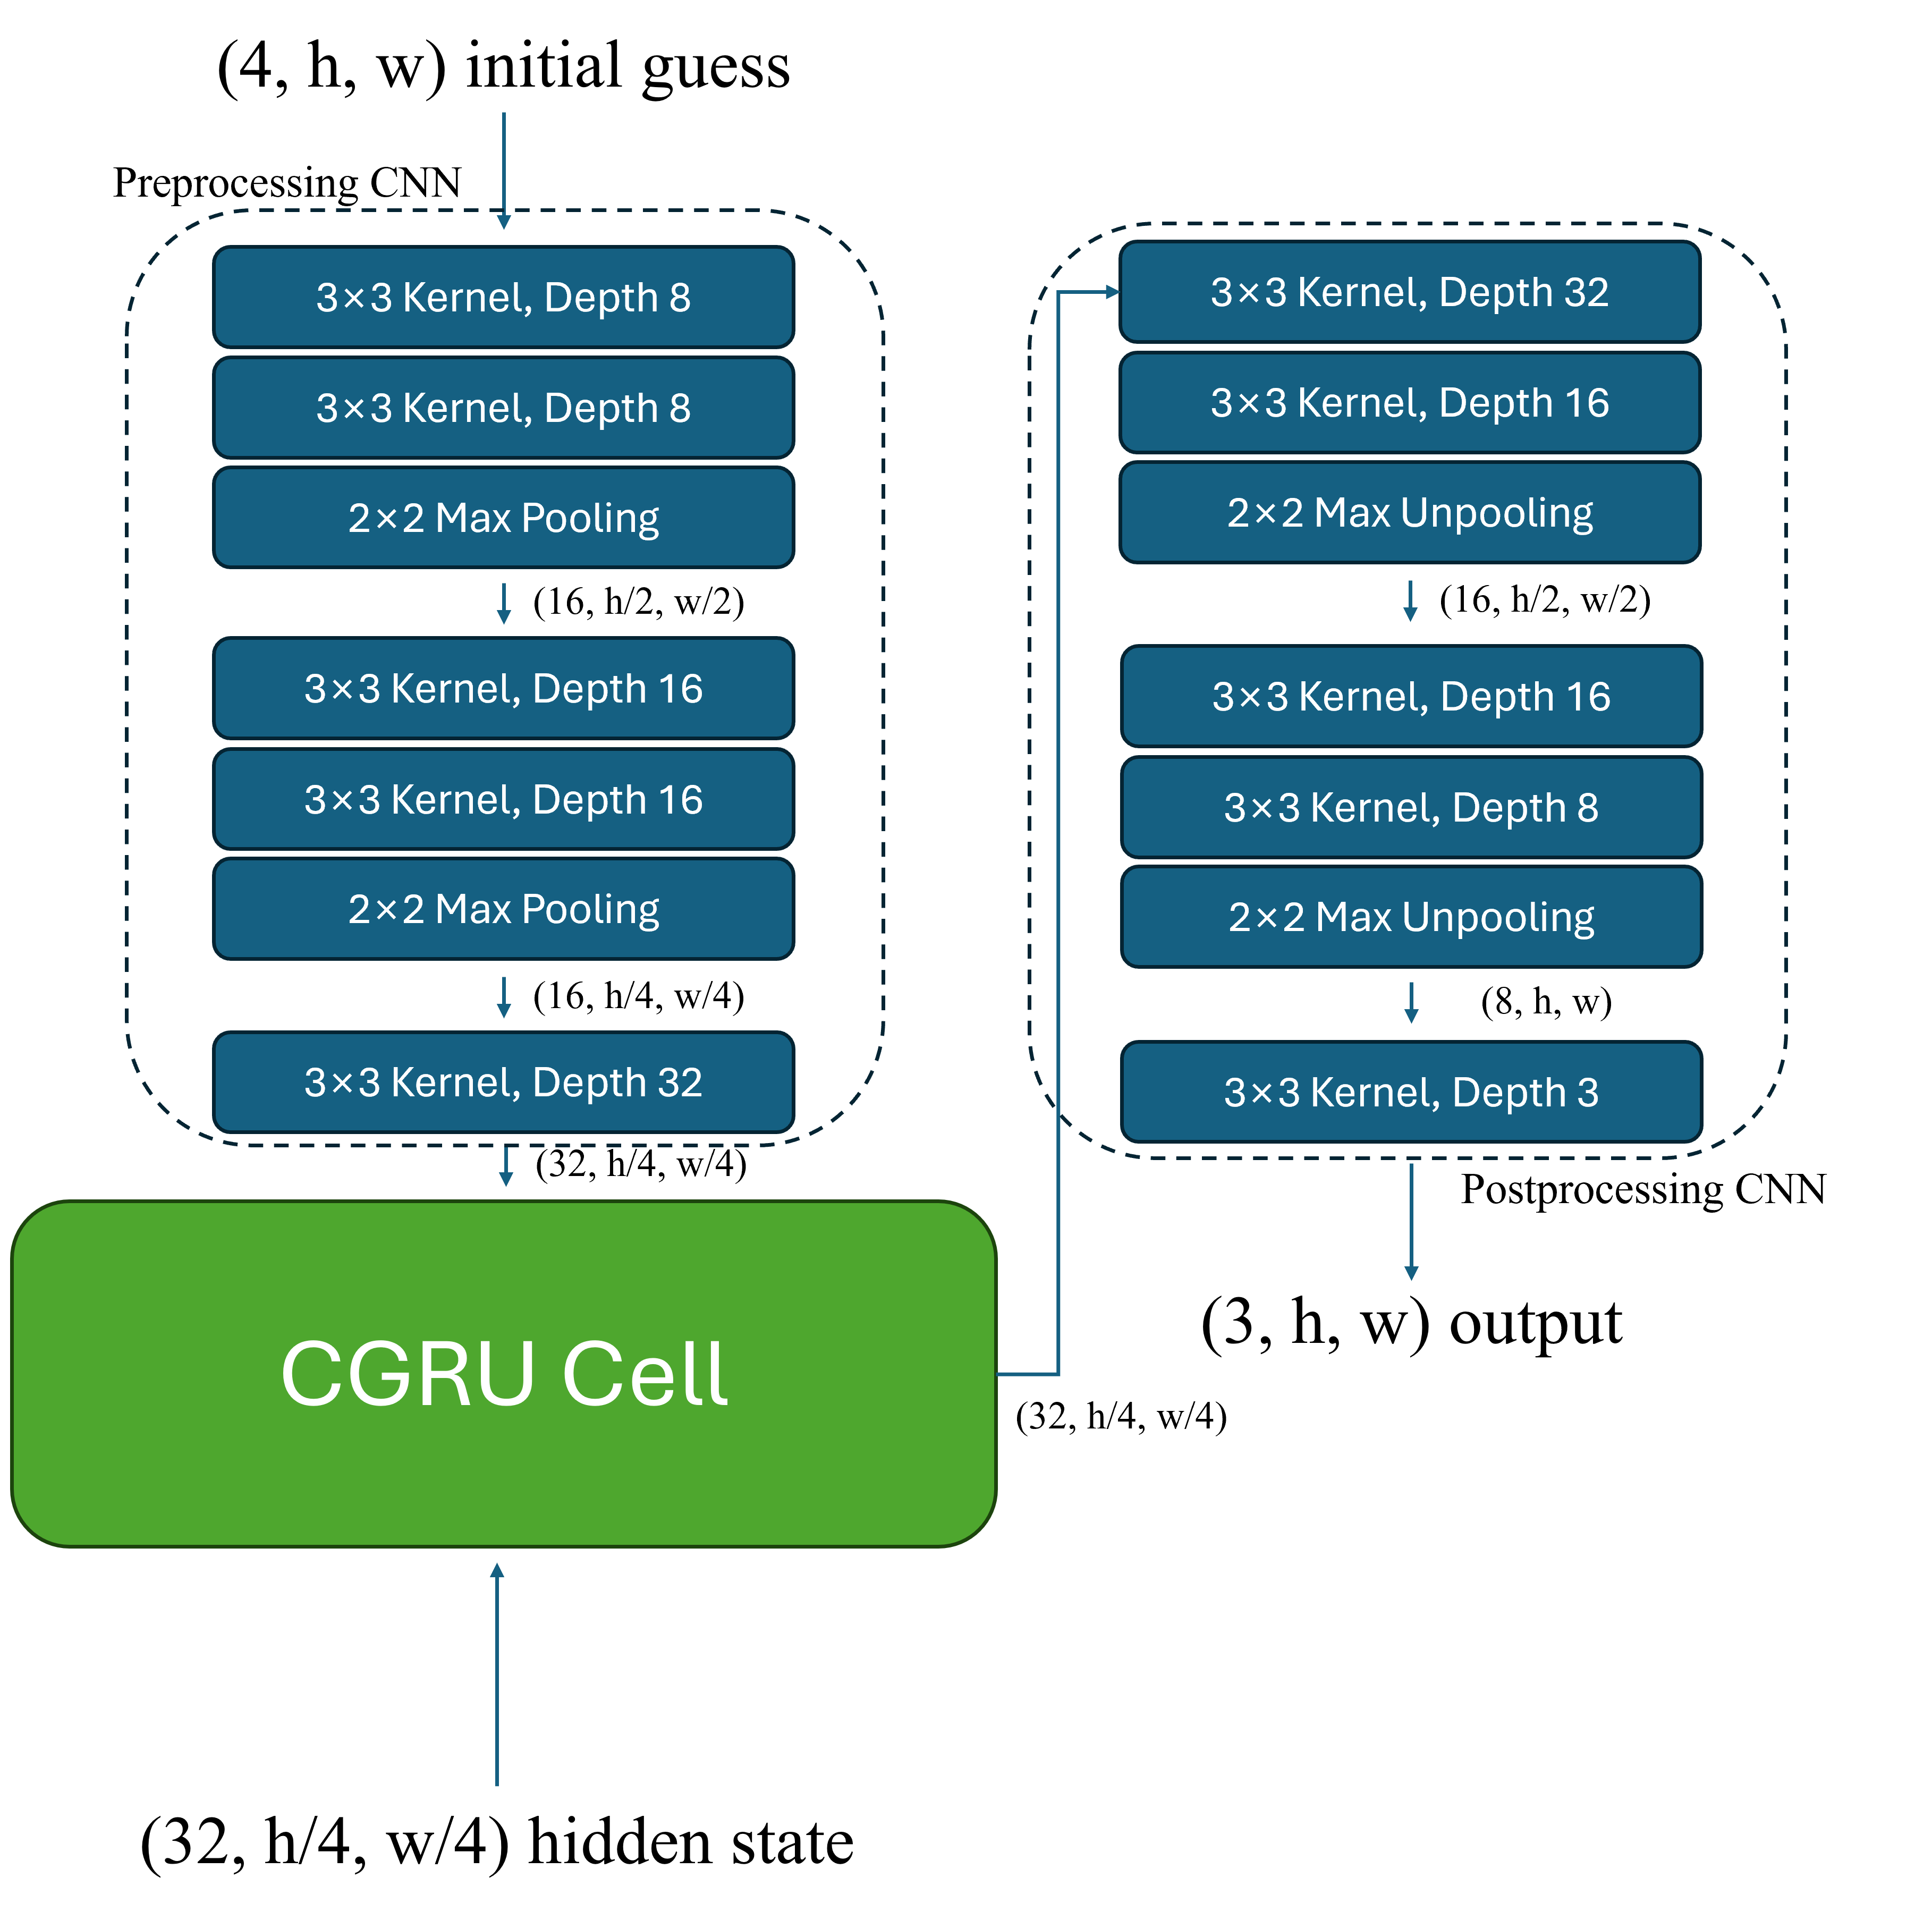 (4, h, w) initial guess
Preprocessing CNN
3×3 Kernel, Depth 8
3×3 Kernel, Depth 8
2×2 Max Pooling
(16, h/2, w/2)
3×3 Kernel, Depth 16
3×3 Kernel, Depth 16
2×2 Max Pooling
(16, h/4, w/4)
3×3 Kernel, Depth 32
(32, h/4, w/4)
CGRU Cell
(32, h/4, w/4) hidden state
(32, h/4, w/4)
3×3 Kernel, Depth 32
3×3 Kernel, Depth 16
2×2 Max Unpooling
(16, h/2, w/2)
3×3 Kernel, Depth 16
3×3 Kernel, Depth 8
2×2 Max Unpooling
(8, h, w)
3×3 Kernel, Depth 3
Postprocessing CNN
(3, h, w) output